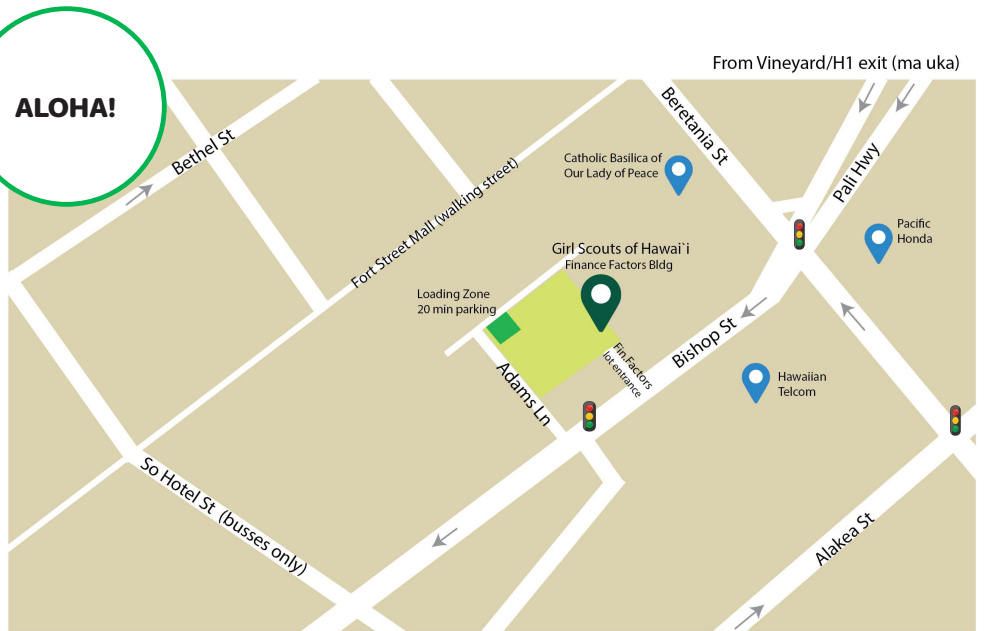 ALOHA!
From Vineyard/H1 exit (ma uka)
Bethel St
Beretania St
Pali Hwy
Catholic Basilica of
Our Lady of Peace
Fort Street Mall (walking street)
Pacific
Honda
Girl Scouts of Hawai`i
Finance Factors Bldg
Loading Zone
20 min parking
Bishop St
Fin.Factors
lot entrance
Adams Ln
Hawaiian
Telcom
So Hotel St (busses only)
Alakea St